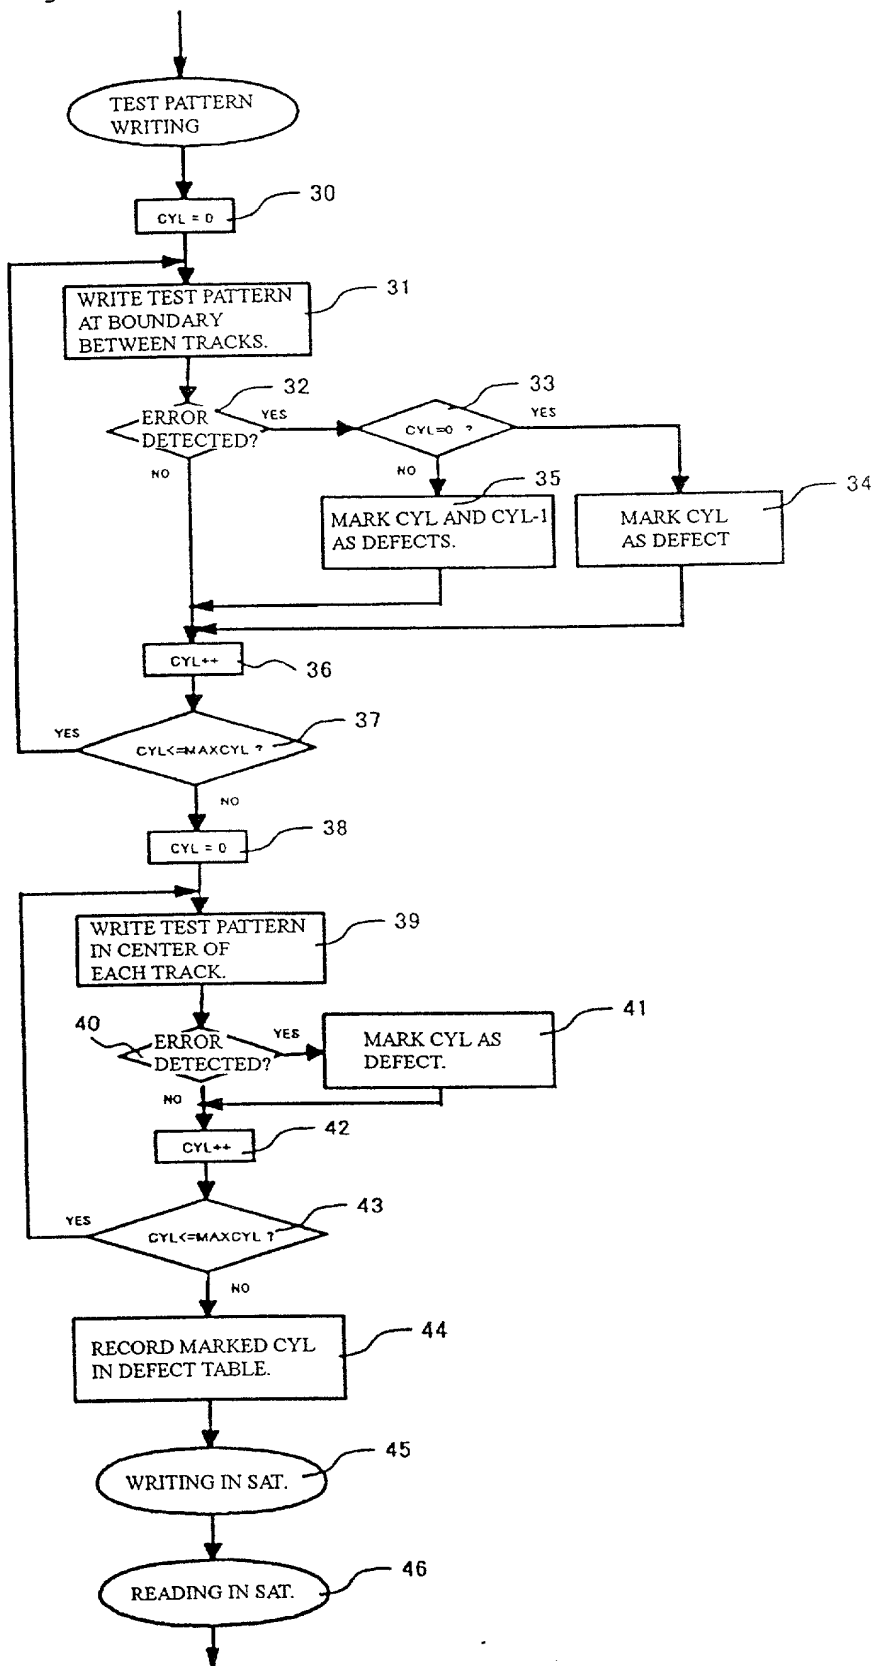 TEST PATTERN
WRITING
30
CYL = 0
31
WRITE TEST PATTERN
AT BOUNDARY
BETWEEN TRACKS.
32
ERROR
DETECTED?
YES
NO
33
CYL=0 ?
YES
NO
35
MARK CYL AND CYL-1
AS DEFECTS.
34
MARK CYL
AS DEFECT
CYL++
36
37
CYL<=MAXCYL ?
YES
NO
38
CYL = 0
39
WRITE TEST PATTERN
IN CENTER OF
EACH TRACK.
40
ERROR
DETECTED?
YES
NO
41
MARK CYL AS
DEFECT.
42
CYL++
43
CYL<=MAXCYL ?
YES
NO
44
RECORD MARKED CYL
IN DEFECT TABLE.
45
WRITING IN SAT.
46
READING IN SAT.